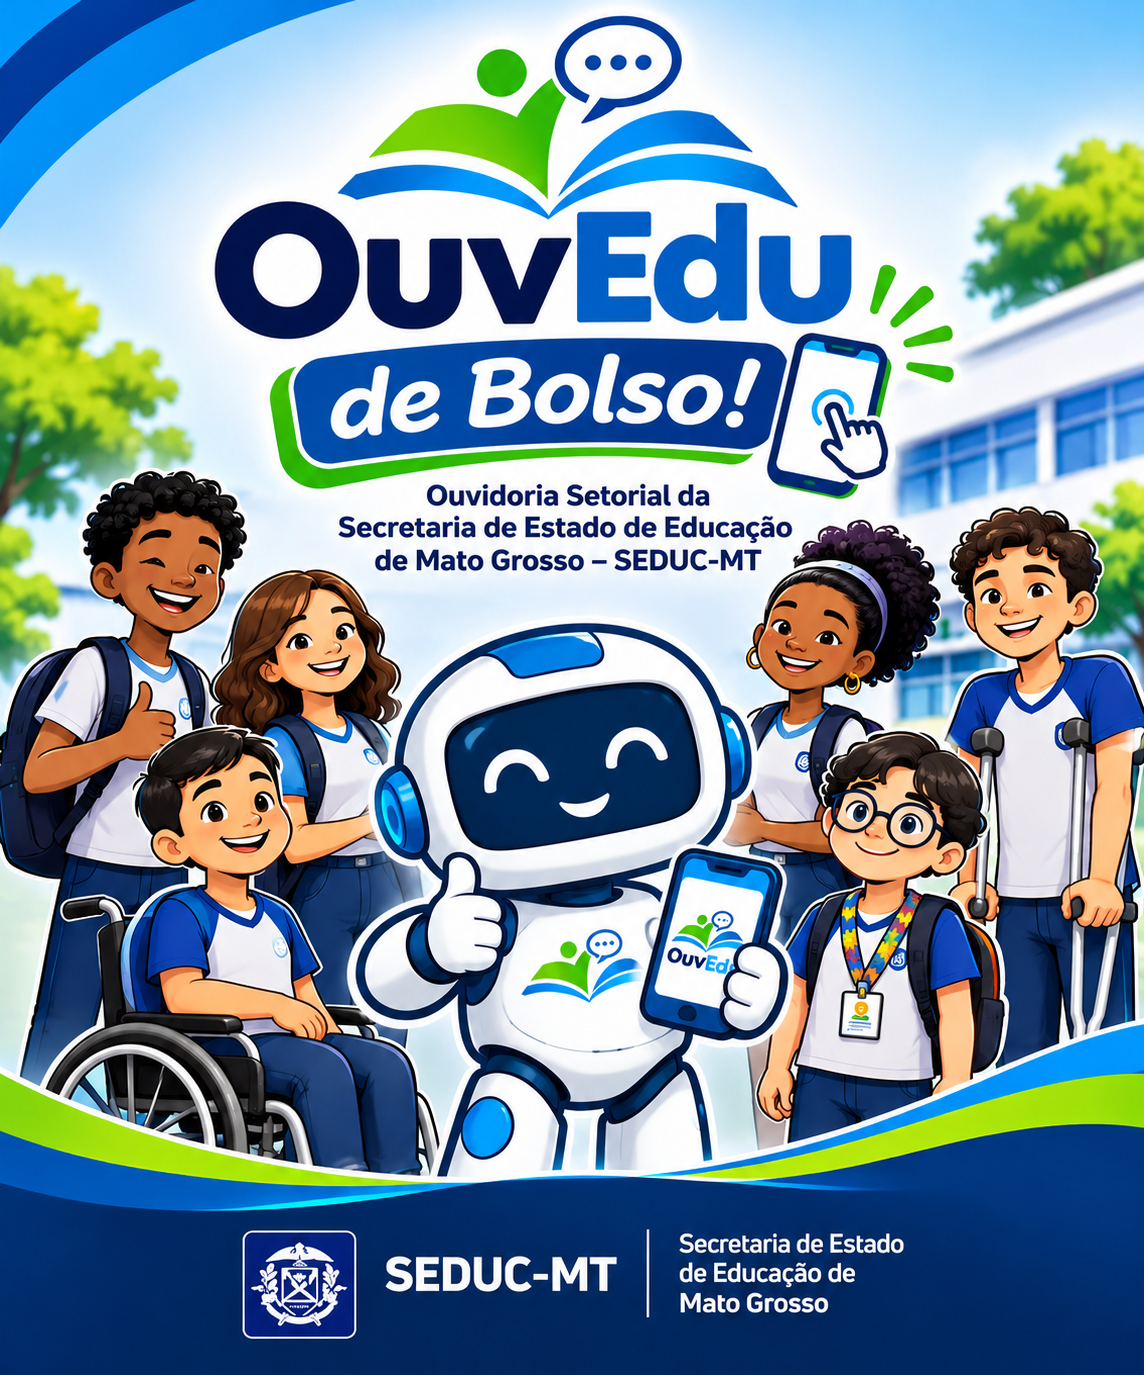 OuvEdu
de Bolso!
Ouvidoria Setorial da
Secretaria de Estado de Educação
de Mato Grosso – SEDUC-MT
OuvEd
SEDUC-MT
Secretaria de Estado
de Educação de
Mato Grosso